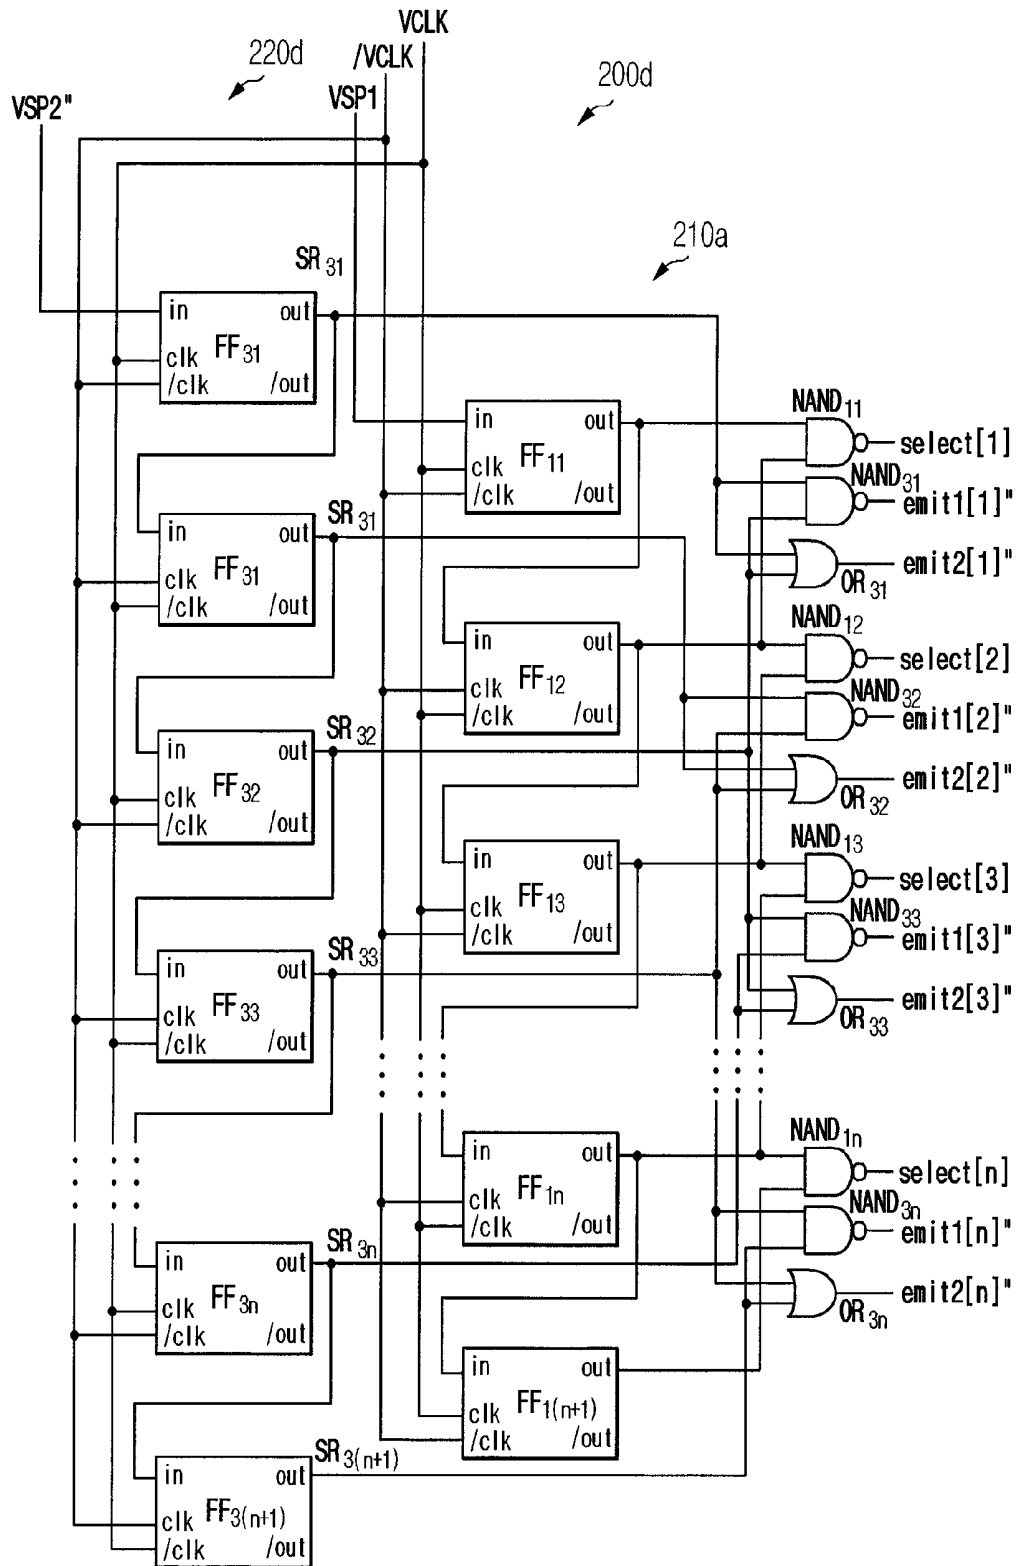 VCLK
/VCLK
220d
200d
VSP1
VSP2"
210a
SR31
in out
FF31
clk
/clk /out
in out
FF11
clk
/clk /out
NAND11
select[1]
NAND31
emit1[1]"
emit2[1]"
OR31
SR31
in out
FF31
clk
/clk /out
in out
FF12
clk
/clk /out
NAND12
select[2]
NAND32
emit1[2]"
emit2[2]"
OR32
SR32
in out
FF32
clk
/clk /out
in out
FF13
clk
/clk /out
NAND13
select[3]
NAND33
emit1[3]"
emit2[3]"
OR33
SR33
in out
FF33
clk
/clk /out
in out
FF1n
clk
/clk /out
NAND1n
select[n]
NAND3n
emit1[n]"
emit2[n]"
OR3n
SR3n
in out
FF3n
clk
/clk /out
in out
FF1(n+1)
clk
/clk /out
SR3(n+1)
in out
FF3(n+1)
clk
/clk /out